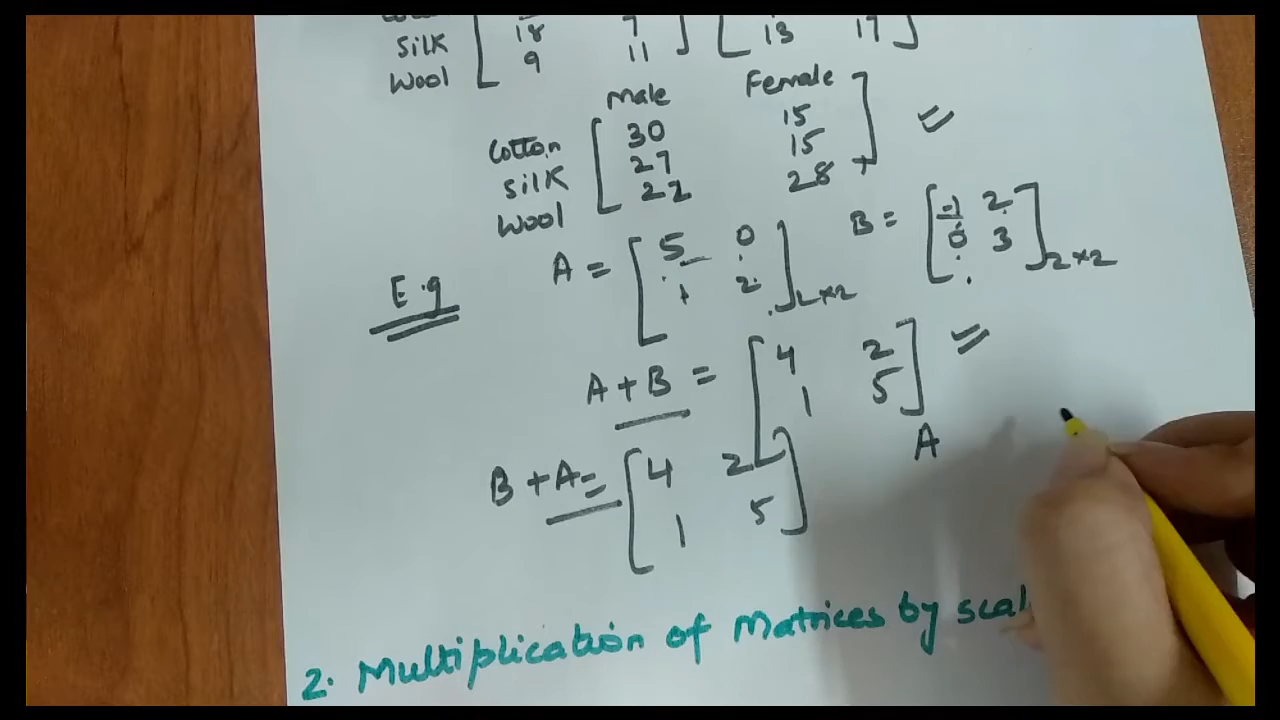 Silk [ 18 7 ] [ 13 17 ]
Wool 9 11
Male Female
Cotton [ 30 15 ]
Silk 27 15
Wool 22 28
E.g A = [ 5 0 B = [ -1 2
1 2 ]2×2 0 3 ]2×2
A + B = [ 4 2
1 5 ]
A
B + A = [ 4 2
1 5 ]
2. Multiplication of Matrices by scal